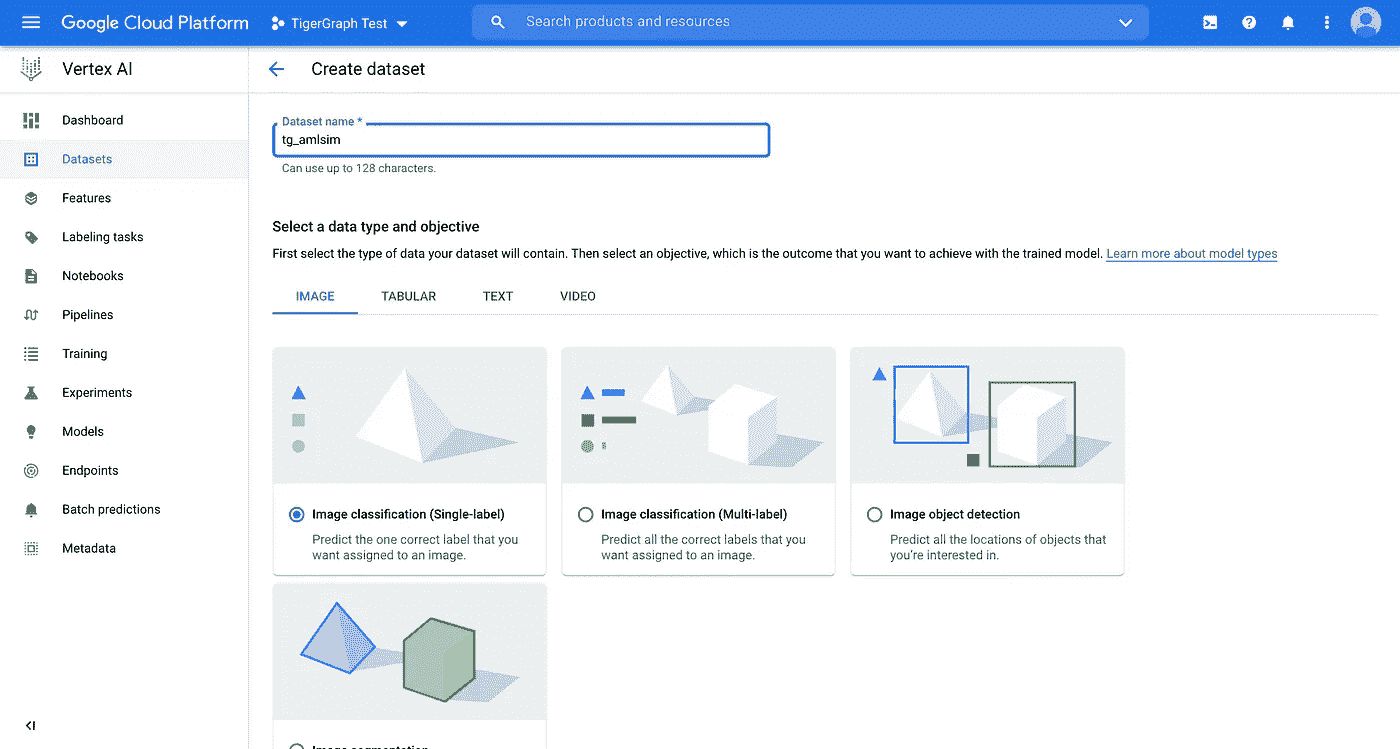 Google Cloud Platform
TigerGraph Test
Search products and resources
Vertex AI
Create dataset
Dashboard
Datasets
Features
Labeling tasks
Notebooks
Pipelines
Training
Experiments
Models
Endpoints
Batch predictions
Metadata
Dataset name *
tg_amlsim
Can use up to 128 characters.
Select a data type and objective
First select the type of data your dataset will contain. Then select an objective, which is the outcome that you want to achieve with the trained model. Learn more about model types
IMAGE
TABULAR
TEXT
VIDEO
Image classification (Single-label)
Predict the one correct label that you
want assigned to an image.
Image classification (Multi-label)
Predict all the correct labels that you
want assigned to an image.
Image object detection
Predict all the locations of objects that
you're interested in.
Image segmentation